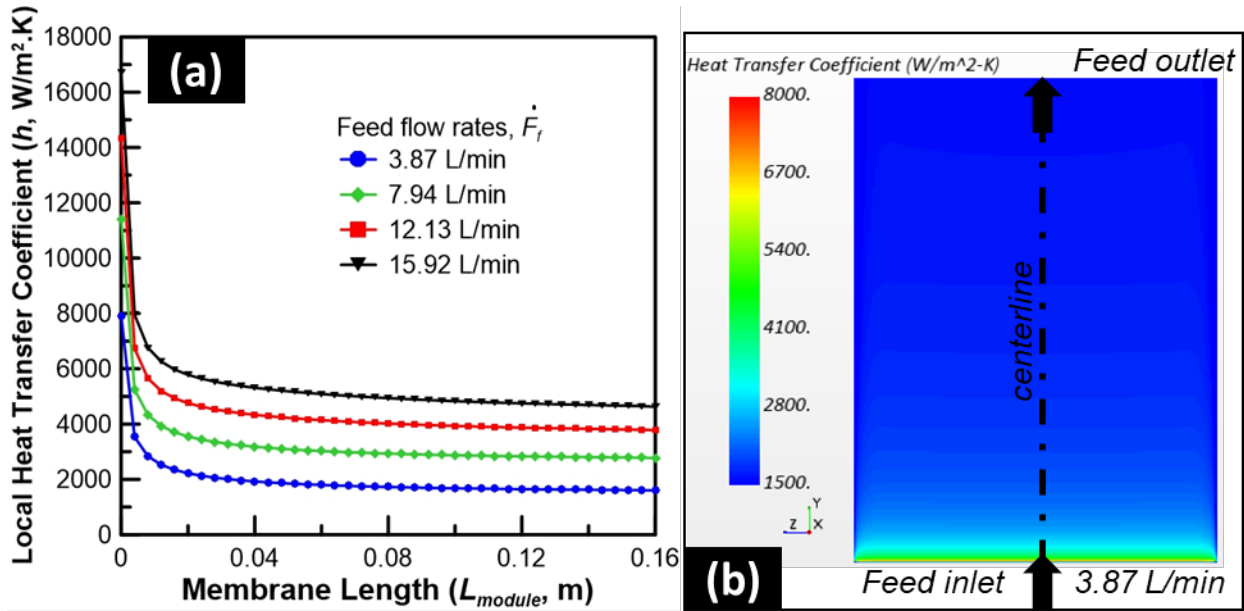 (a)
Local Heat Transfer Coefficient (h, W/m².K)
18000
16000
14000
12000
10000
8000
6000
4000
2000
0
Feed flow rates, Ḟf
3.87 L/min
7.94 L/min
12.13 L/min
15.92 L/min
0 0.04 0.08 0.12 0.16
Membrane Length (Lmodule, m)
Heat Transfer Coefficient (W/m^2-K)
Feed outlet
8000.
6700.
5400.
4100.
2800.
1500.
centerline
Y
Z X
(b)
Feed inlet
3.87 L/min